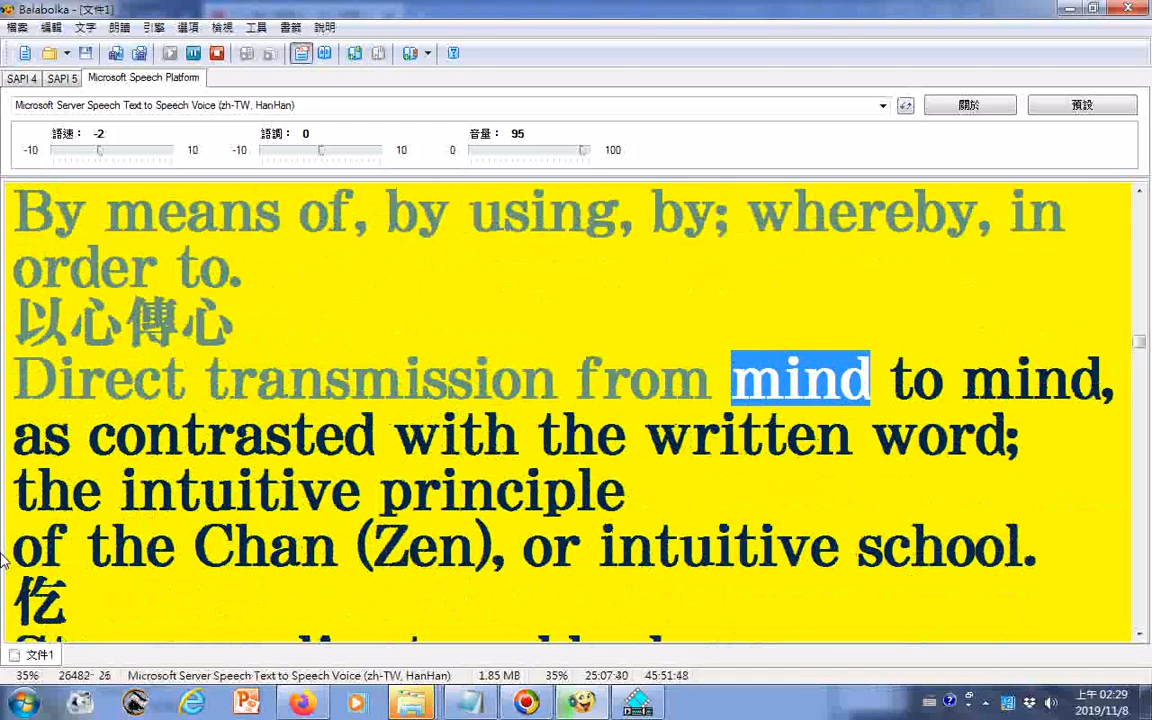 Balabolka - [文件1]
檔案 編輯 文字 朗讀 引擎 選項 檢視 工具 書籤 說明
SAPI 4 SAPI 5 Microsoft Speech Platform
Microsoft Server Speech Text to Speech Voice (zh-TW, HanHan) 關於 預設
語速： -2 語調： 0 音量： 95
-10 10 -10 10 0 100
By means of, by using, by; whereby, in
order to.
以心傳心
Direct transmission from mind to mind,
as contrasted with the written word;
the intuitive principle
of the Chan (Zen), or intuitive school.
仡
文件1
35% 26482: 26 Microsoft Server Speech Text to Speech Voice (zh-TW, HanHan) 1.85 MB 35% 25:07:40 45:51:48
上午 02:29
2019/11/8